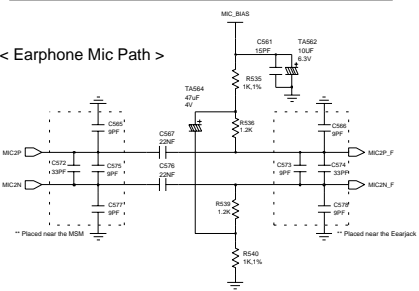 MIC_BIAS
< Earphone Mic Path >
C561
15PF
TA562
10UF
6.3V
TA564
47uF
4V
R535
1K,1%
C565
9PF
C567
22NF
R536
1.2K
C566
9PF
MIC2P
MIC2P_F
C572
33PF
C575
9PF
C576
22NF
C573
9PF
C574
33PF
MIC2N
MIC2N_F
C577
9PF
R539
1.2K
C578
9PF
** Placed near the MSM
** Placed near the Eearjack
R540
1K,1%